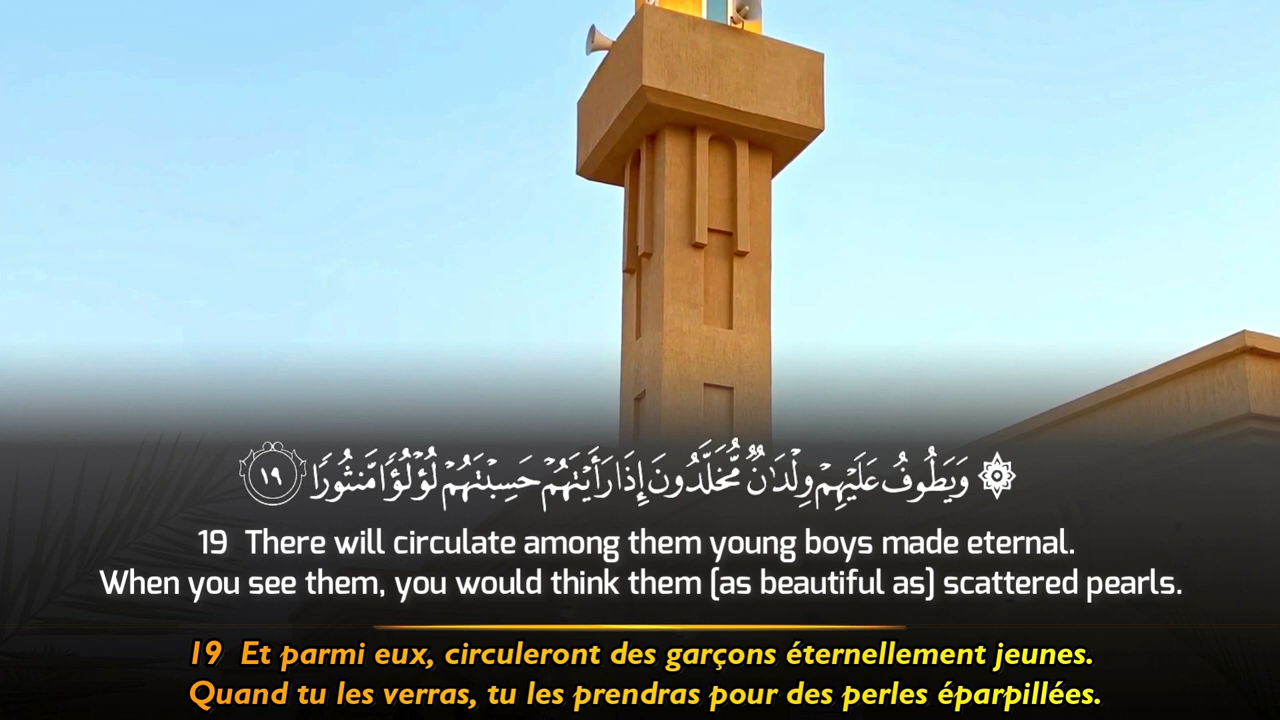 ۞ وَيَطُوفُ عَلَيْهِمْ وِلْدَٰنٌ مُّخَلَّدُونَ إِذَا رَأَيْتَهُمْ حَسِبْتَهُمْ لُؤْلُؤًا مَّنثُورًا ١٩
19 There will circulate among them young boys made eternal.
When you see them, you would think them [as beautiful as] scattered pearls.
19 Et parmi eux, circuleront des garçons éternellement jeunes.
Quand tu les verras, tu les prendras pour des perles éparpillées.